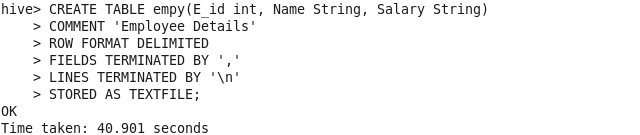 hive> CREATE TABLE empy(E_id int, Name String, Salary String)
    > COMMENT 'Employee Details'
    > ROW FORMAT DELIMITED
    > FIELDS TERMINATED BY ','
    > LINES TERMINATED BY '\n'
    > STORED AS TEXTFILE;
OK
Time taken: 40.901 seconds